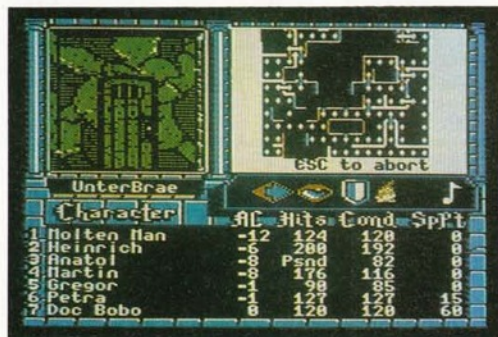 ESC to abort
UnterBrae
Character AC Hits Cond SpPt
1 Molten Man -12 124 120 0
2 Heinrich -6 200 192 0
3 Anatol -8 Psnd 82 0
4 Martin -8 176 116 0
5 Gregor -1 90 85 0
6 Petra -1 127 127 15
7 Doc Bobo 0 120 120 60